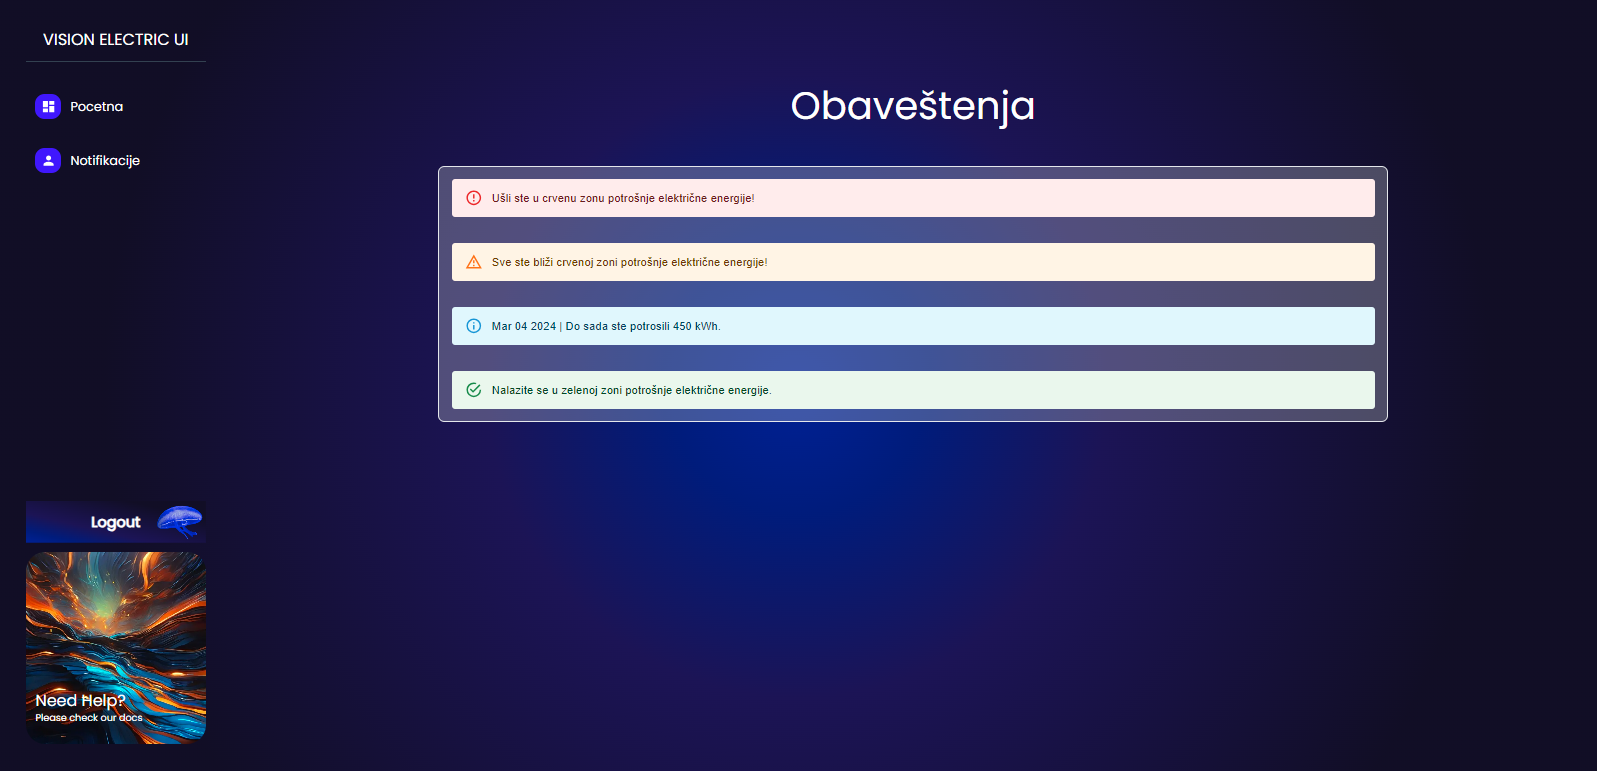 VISION ELECTRIC UI
Pocetna
Notifikacije
Obaveštenja
Ušli ste u crvenu zonu potrošnje električne energije!
Sve ste bliži crvenoj zoni potrošnje električne energije!
Mar 04 2024 | Do sada ste potrosili 450 kWh.
Nalazite se u zelenoj zoni potrošnje električne energije.
Logout
Need Help?
Please check our docs